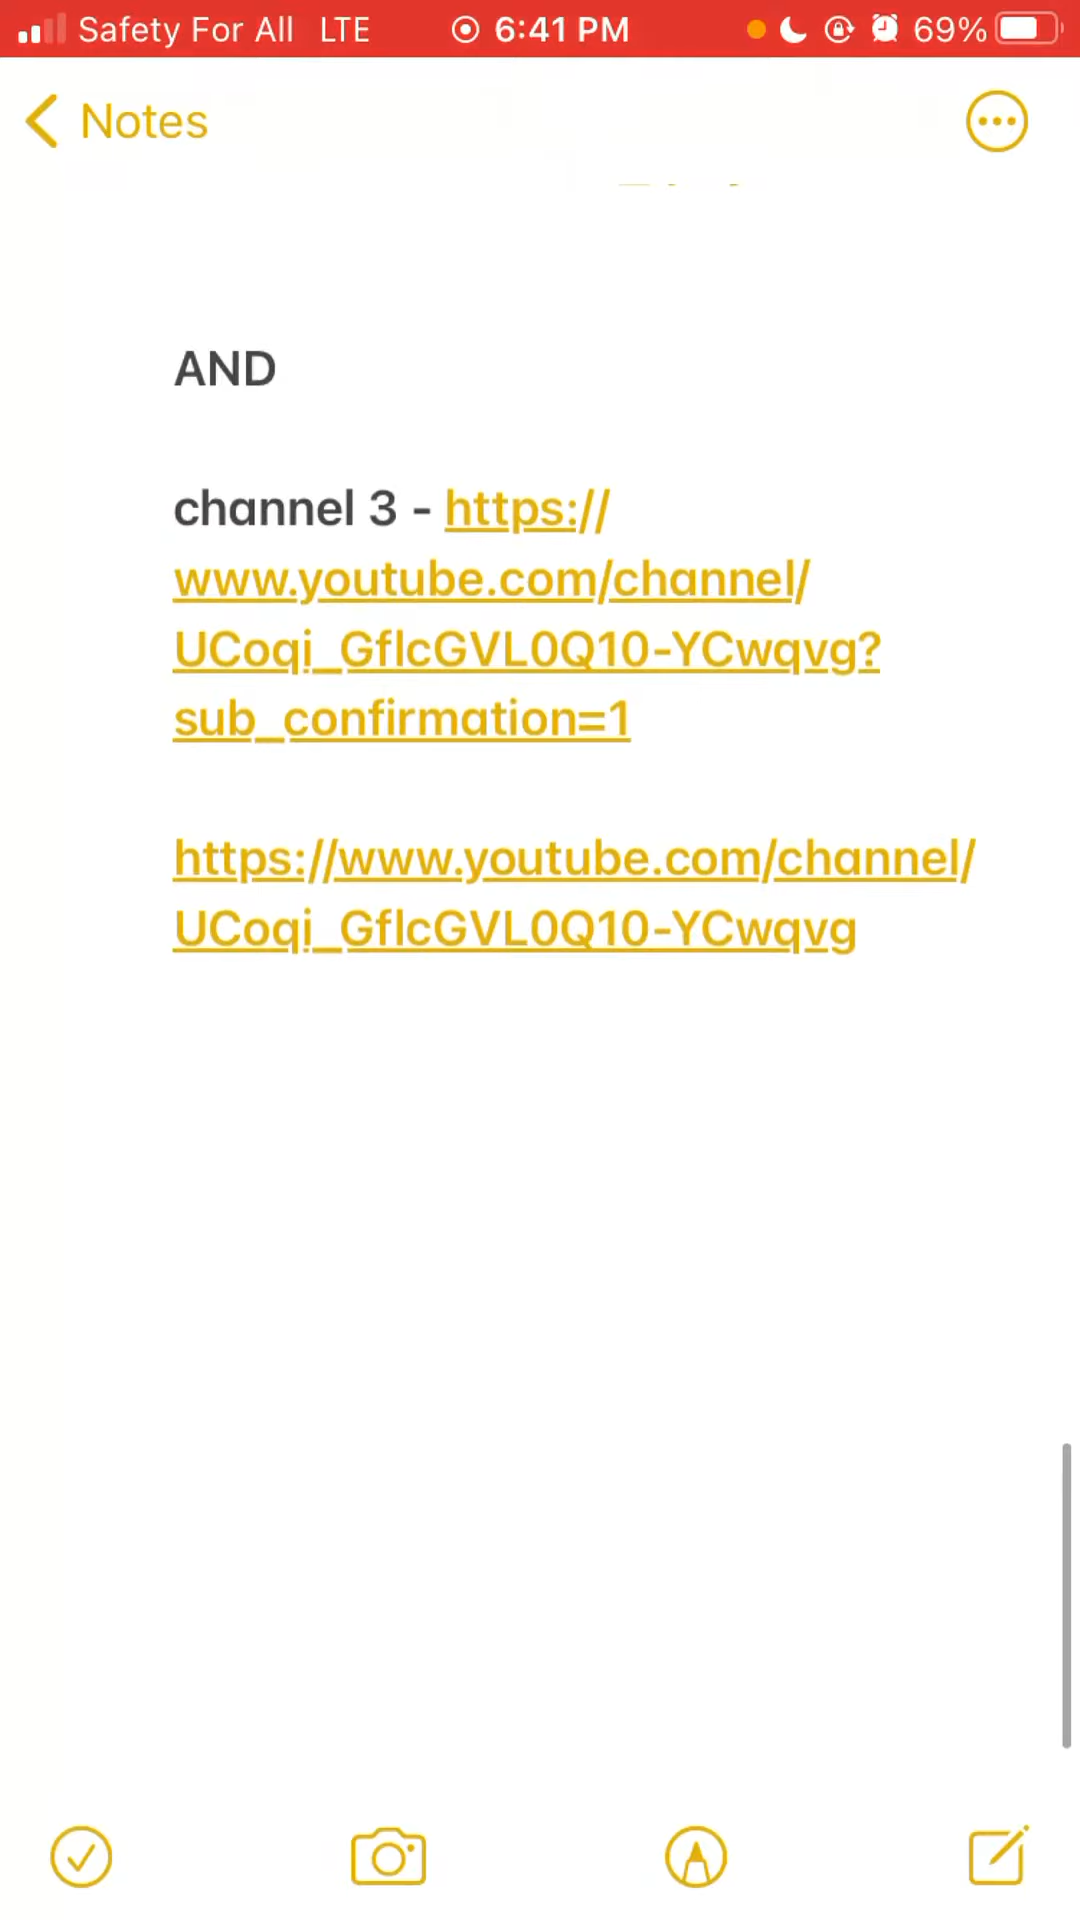 Safety For All LTE 6:41 PM 69%
Notes
AND
channel 3 - https://
www.youtube.com/channel/
UCoqi_GflcGVL0Q10-YCwqvg?
sub_confirmation=1
https://www.youtube.com/channel/
UCoqi_GflcGVL0Q10-YCwqvg